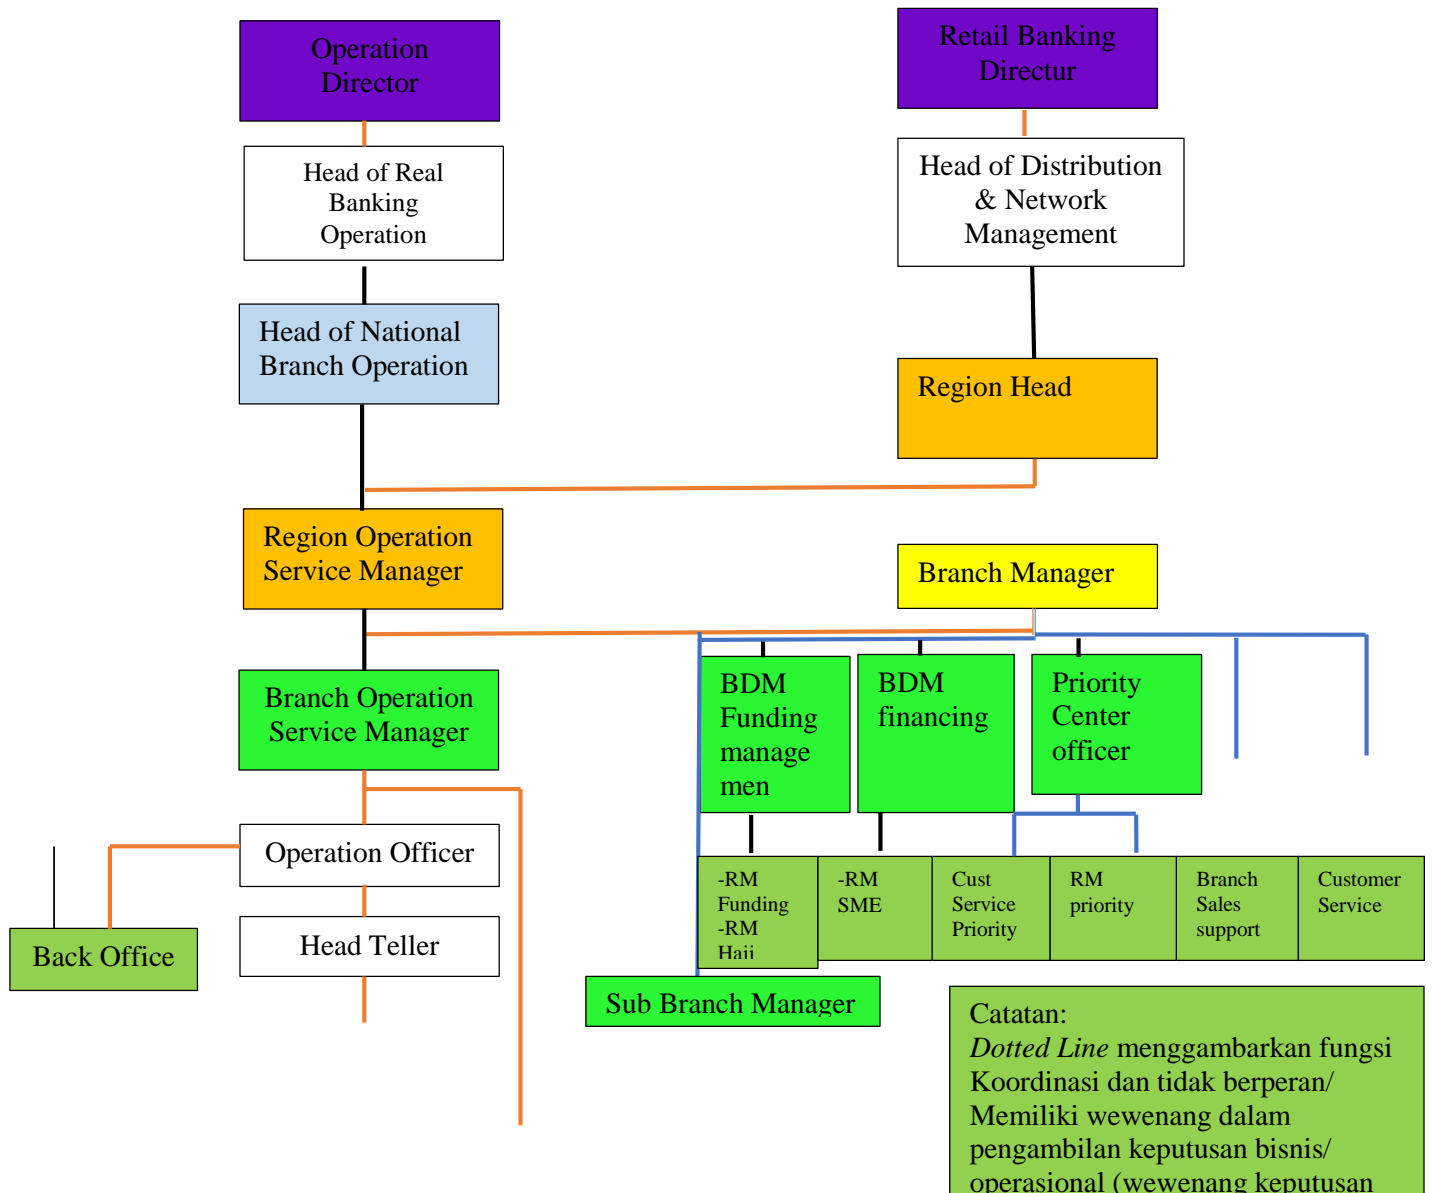 Operation
Director
Retail Banking
Directur
Head of Real
Banking
Operation
Head of Distribution
& Network
Management
Head of National
Branch Operation
Region Head
Region Operation
Service Manager
Branch Manager
Branch Operation
Service Manager
BDM
Funding
manage
men
BDM
financing
Priority
Center
officer
Operation Officer
-RM
Funding
-RM
Haji
-RM
SME
Cust
Service
Priority
RM
priority
Branch
Sales
support
Customer
Service
Back Office
Head Teller
Sub Branch Manager
Catatan:
Dotted Line menggambarkan fungsi
Koordinasi dan tidak berperan/
Memiliki wewenang dalam
pengambilan keputusan bisnis/
operasional (wewenang keputusan